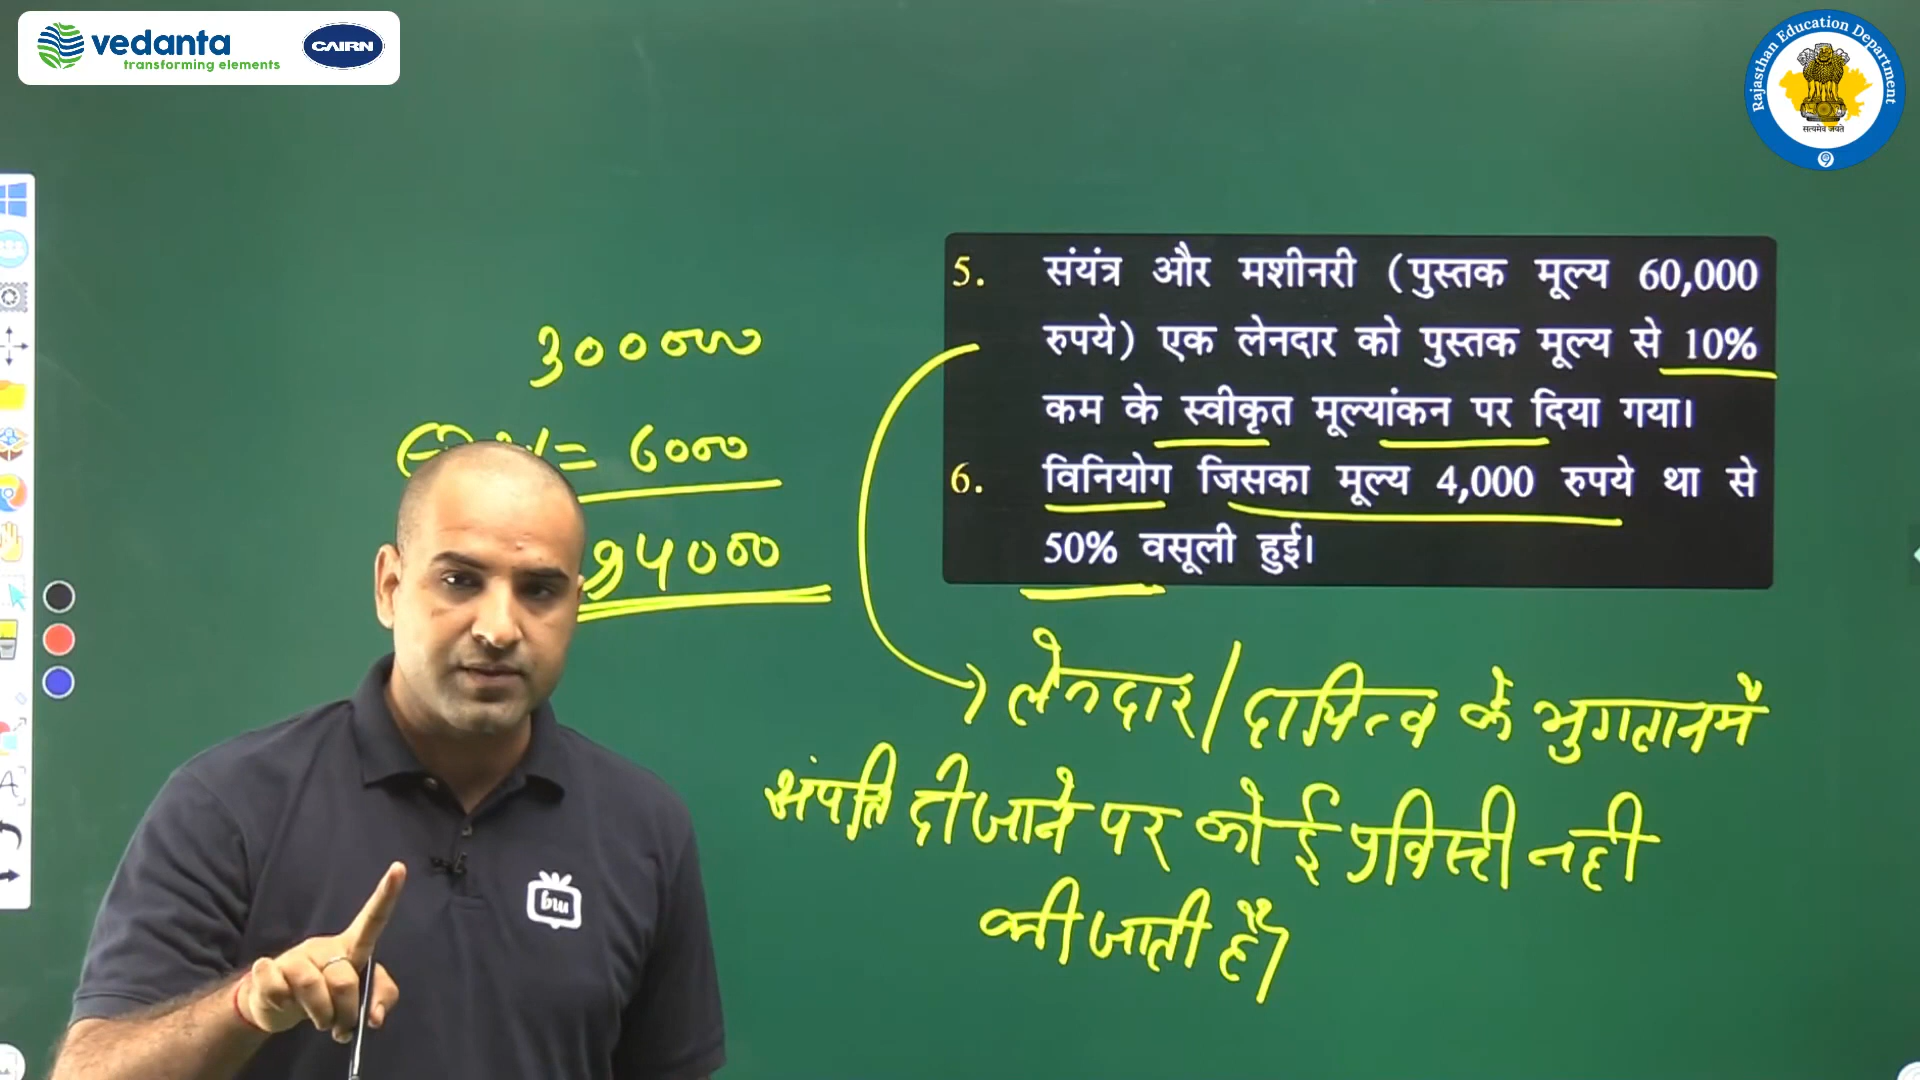 vedanta
transforming elements
CAIRN
Rajasthan Education Department
सत्यमेव जयते
5. संयंत्र और मशीनरी (पुस्तक मूल्य 60,000
रुपये) एक लेनदार को पुस्तक मूल्य से 10%
कम के स्वीकृत मूल्यांकन पर दिया गया।
6. विनियोग जिसका मूल्य 4,000 रुपये था से
50% वसूली हुई।
= 6000
लेनदार/दायित्व के भुगतान में
संपति दी जाने पर कोई प्रविस्टी नही
की जाती है।
bw